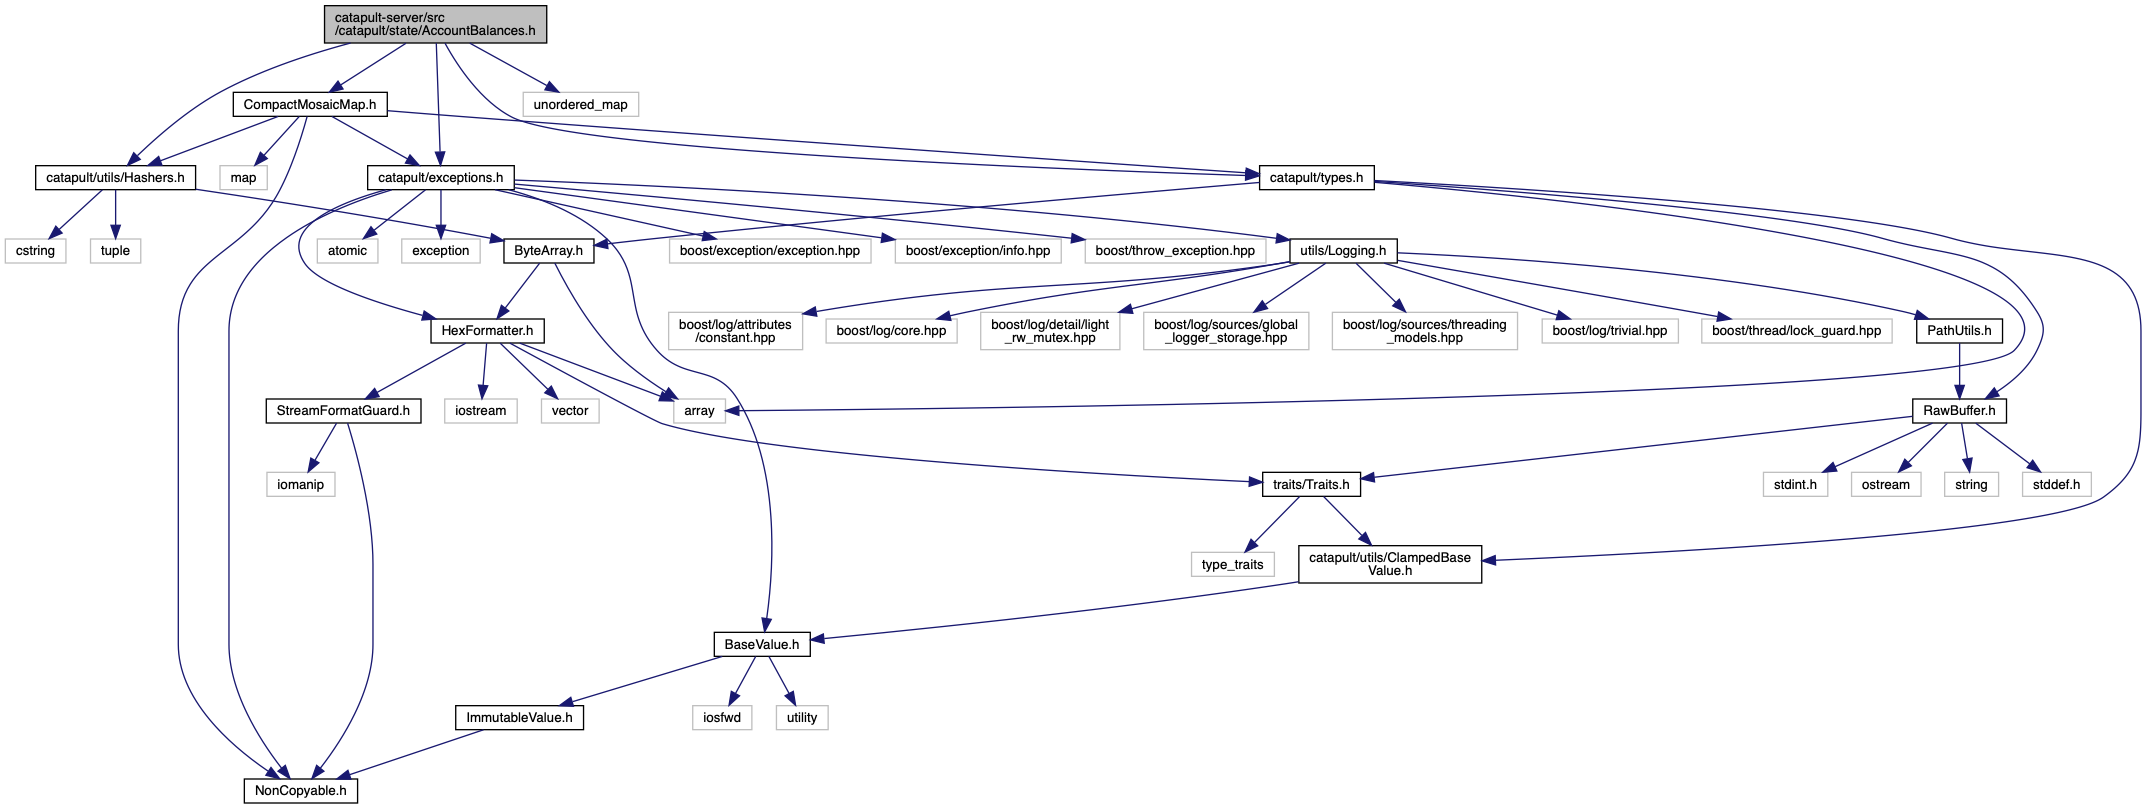 catapult-server/src
/catapult/state/AccountBalances.h
CompactMosaicMap.h
unordered_map
catapult/utils/Hashers.h
map
catapult/exceptions.h
catapult/types.h
cstring
tuple
atomic
exception
ByteArray.h
boost/exception/exception.hpp
boost/exception/info.hpp
boost/throw_exception.hpp
utils/Logging.h
HexFormatter.h
boost/log/attributes
/constant.hpp
boost/log/core.hpp
boost/log/detail/light
_rw_mutex.hpp
boost/log/sources/global
_logger_storage.hpp
boost/log/sources/threading
_models.hpp
boost/log/trivial.hpp
boost/thread/lock_guard.hpp
PathUtils.h
StreamFormatGuard.h
iostream
vector
array
RawBuffer.h
iomanip
traits/Traits.h
stdint.h
ostream
string
stddef.h
type_traits
catapult/utils/ClampedBase
Value.h
BaseValue.h
ImmutableValue.h
iosfwd
utility
NonCopyable.h